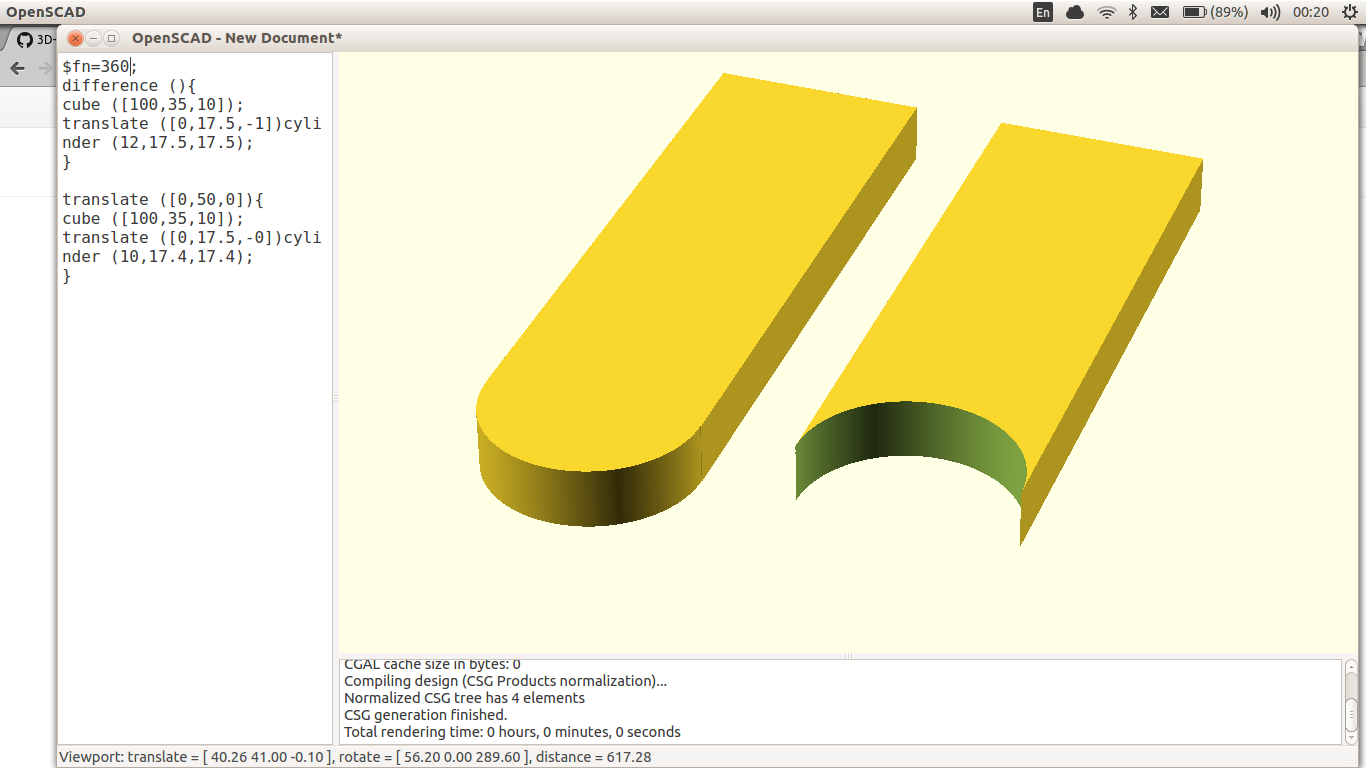 OpenSCAD
En
(89%)
00:20
3D-
OpenSCAD - New Document*
$fn=360;
difference (){
cube ([100,35,10]);
translate ([0,17.5,-1])cyli
nder (12,17.5,17.5);
}
translate ([0,50,0]){
cube ([100,35,10]);
translate ([0,17.5,-0])cyli
nder (10,17.4,17.4);
}
CGAL cache size in bytes: 0
Compiling design (CSG Products normalization)...
Normalized CSG tree has 4 elements
CSG generation finished.
Total rendering time: 0 hours, 0 minutes, 0 seconds
Viewport: translate = [ 40.26 41.00 -0.10 ], rotate = [ 56.20 0.00 289.60 ], distance = 617.28